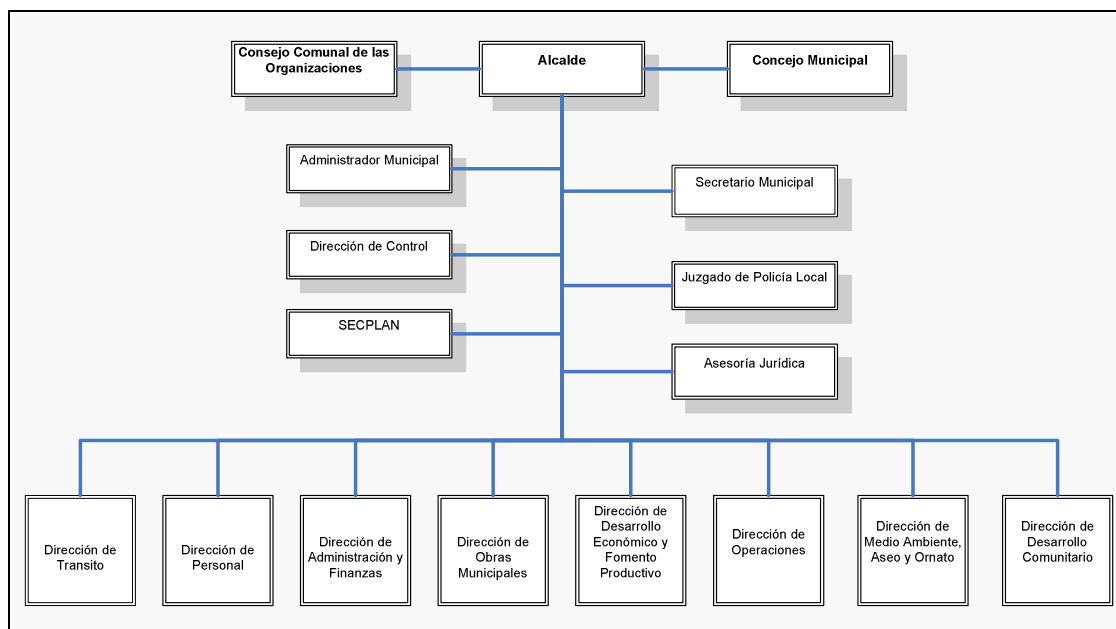 Consejo Comunal de las
Organizaciones
Alcalde
Concejo Municipal
Administrador Municipal
Secretario Municipal
Dirección de Control
Juzgado de Policía Local
SECPLAN
Asesoría Jurídica
Dirección de
Transito
Dirección de
Personal
Dirección de
Administración y
Finanzas
Dirección de
Obras
Municipales
Dirección de
Desarrollo
Económico y
Fomento
Productivo
Dirección de
Operaciones
Dirección de
Medio Ambiente,
Aseo y Ornato
Dirección de
Desarrollo
Comunitario